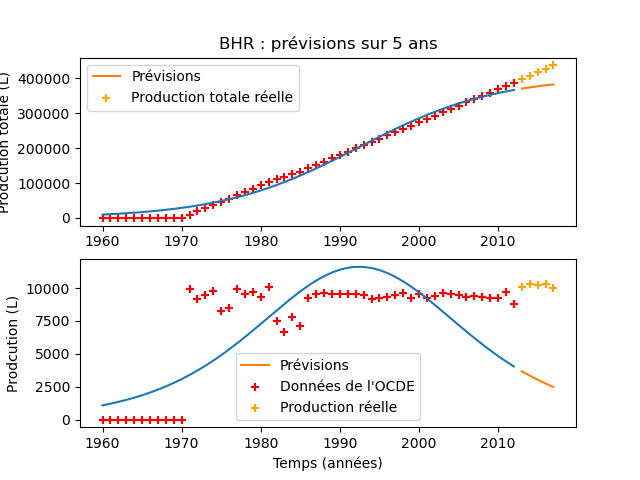 BHR : prévisions sur 5 ans
Prodcution totale (L)
400000
300000
200000
100000
0
Prévisions
Production totale réelle
1960 1970 1980 1990 2000 2010
Prodcution (L)
10000
7500
5000
2500
0
Prévisions
Données de l'OCDE
Production réelle
1960 1970 1980 1990 2000 2010
Temps (années)